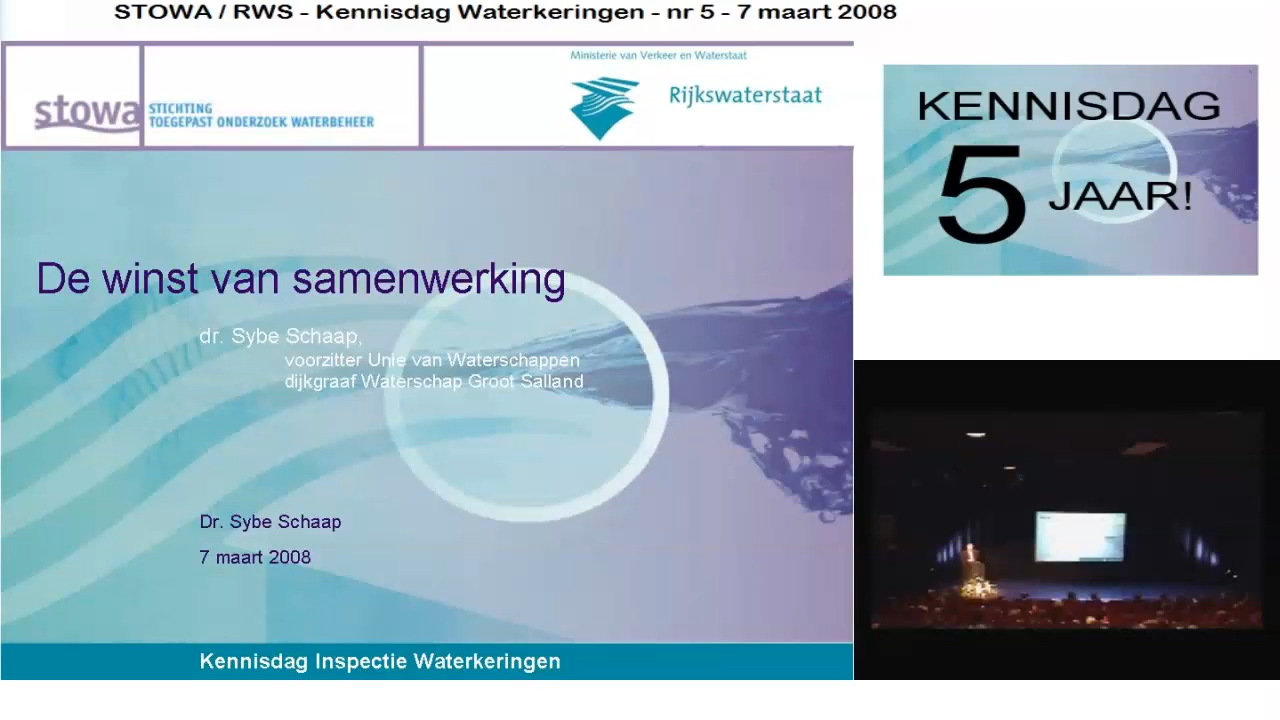 STOWA / RWS - Kennisdag Waterkeringen - nr 5 - 7 maart 2008
stowa
STICHTING
TOEGEPAST ONDERZOEK WATERBEHEER
Ministerie van Verkeer en Waterstaat
Rijkswaterstaat
KENNISDAG
5 JAAR!
De winst van samenwerking
dr. Sybe Schaap,
voorzitter Unie van Waterschappen
dijkgraaf Waterschap Groot Salland
Dr. Sybe Schaap
7 maart 2008
Kennisdag Inspectie Waterkeringen